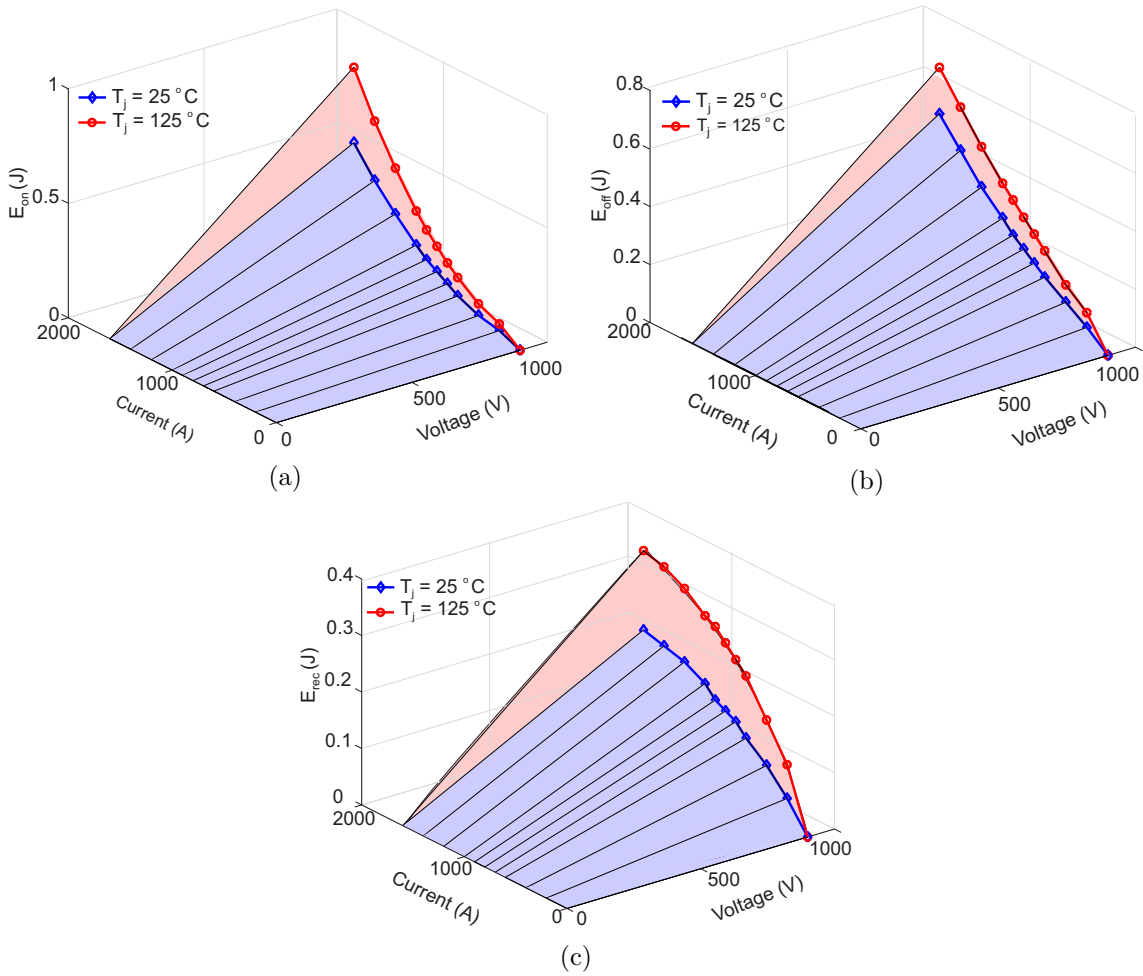 1
0.5
0
E_on (J)
T_j = 25 °C
T_j = 125 °C
2000
1000
0
Current (A)
0
500
1000
Voltage (V)
(a)
0.8
0.6
0.4
0.2
0
E_off (J)
T_j = 25 °C
T_j = 125 °C
2000
1000
0
Current (A)
0
500
1000
Voltage (V)
(b)
0.4
0.3
0.2
0.1
0
E_rec (J)
T_j = 25 °C
T_j = 125 °C
2000
1000
0
Current (A)
0
500
1000
Voltage (V)
(c)